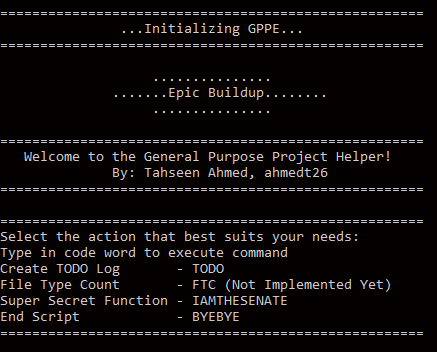 =====================================================
...Initializing GPPE...
=====================================================
...............
.......Epic Buildup........
...............
=====================================================
Welcome to the General Purpose Project Helper!
By: Tahseen Ahmed, ahmedt26
=====================================================
=====================================================
Select the action that best suits your needs:
Type in code word to execute command
Create TODO Log       - TODO
File Type Count       - FTC (Not Implemented Yet)
Super Secret Function - IAMTHESENATE
End Script            - BYEBYE
=====================================================